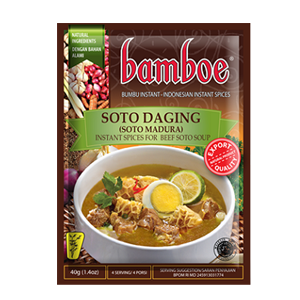 NATURAL
INGREDIENTS
DENGAN BAHAN
ALAMI
bamboe®
BUMBU INSTANT - INDONESIAN INSTANT SPICES
SOTO DAGING
(SOTO MADURA)
INSTANT SPICES FOR BEEF SOTO SOUP
EXPORT
QUALITY
40g (1.4oz)
4 SERVING/ 4 PORSI
SERVING SUGGESTION/SARAN PENYAJIAN